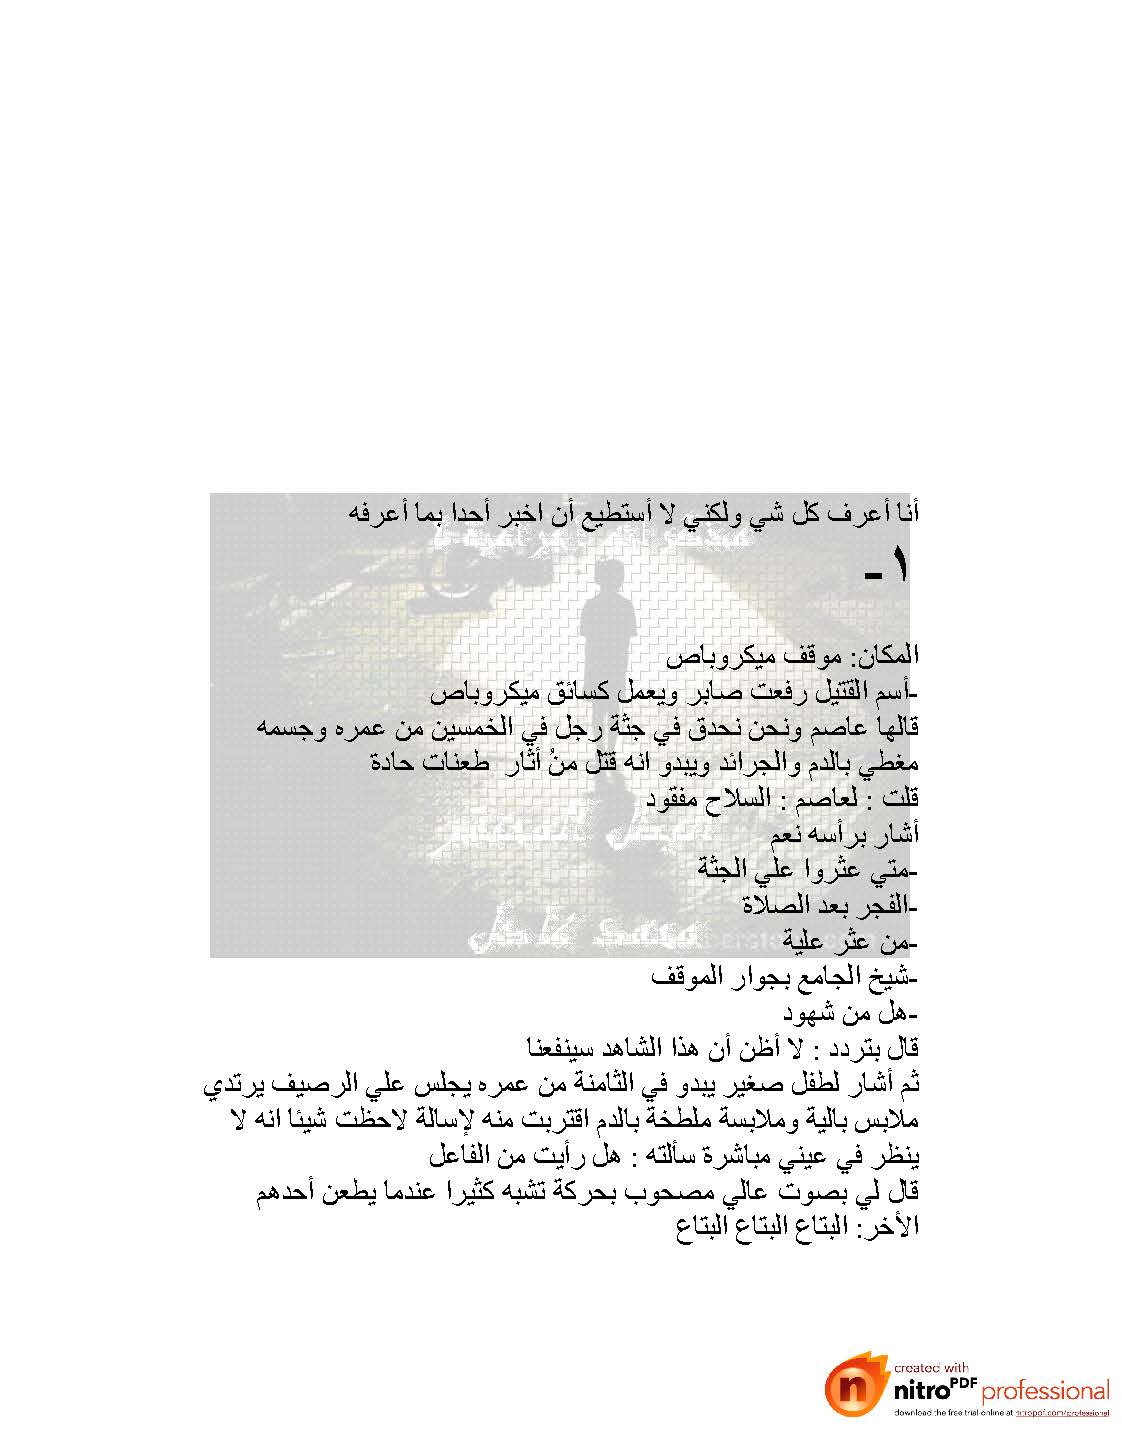 أنا أعرف كل شي ولكني لا أستطيع أن اخبر أحدا بما أعرفه
١ -
المكان: موقف ميكروباص
-أسم القتيل رفعت صابر ويعمل كسائق ميكروباص
قالها عاصم ونحن نحدق في جثة رجل في الخمسين من عمره وجسمه
مغطي بالدم والجرائد ويبدو انه قتل منُ أثار طعنات حادة
قلت : لعاصم : السلاح مفقود
أشار برأسه نعم
-متي عثروا علي الجثة
-الفجر بعد الصلاة
-من عثر علية
-شيخ الجامع بجوار الموقف
-هل من شهود
قال بتردد : لا أظن أن هذا الشاهد سينفعنا
ثم أشار لطفل صغير يبدو في الثامنة من عمره يجلس علي الرصيف يرتدي
ملابس بالية وملابسة ملطخة بالدم اقتربت منه لإسالة لاحظت شيئا انه لا
ينظر في عيني مباشرة سألته : هل رأيت من الفاعل
قال لي بصوت عالي مصحوب بحركة تشبه كثيرا عندما يطعن أحدهم
الأخر: البتاع البتاع البتاع
created with
nitroPDF professional
download the free trial online at nitropdf.com/professional